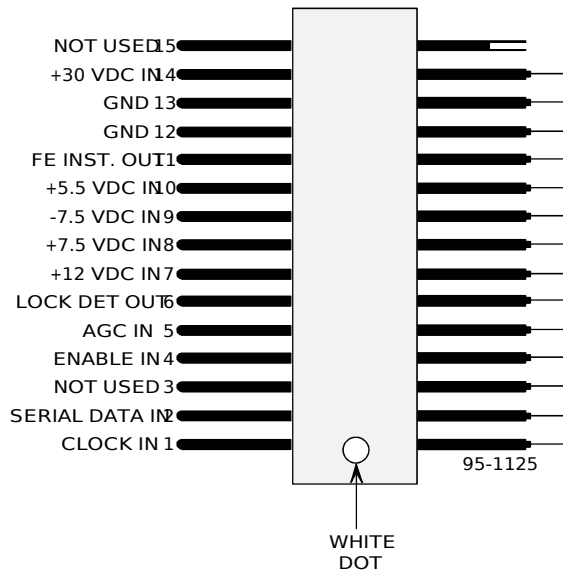 NOT USED 15
+30 VDC IN 14
GND 13
GND 12
FE INST. OUT 11
+5.5 VDC IN 10
-7.5 VDC IN 9
+7.5 VDC IN 8
+12 VDC IN 7
LOCK DET OUT 6
AGC IN 5
ENABLE IN 4
NOT USED 3
SERIAL DATA IN 2
CLOCK IN 1
95-1125
WHITE
DOT